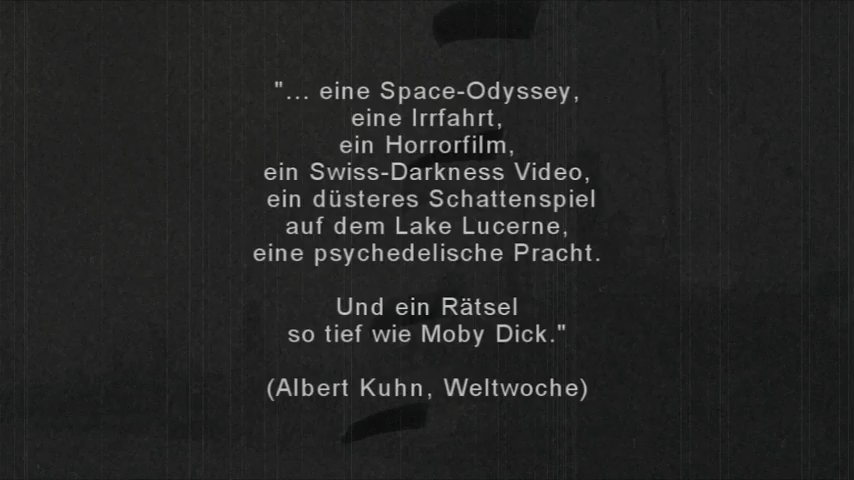 "... eine Space-Odyssey,
eine Irrfahrt,
ein Horrorfilm,
ein Swiss-Darkness Video,
ein düsteres Schattenspiel
auf dem Lake Lucerne,
eine psychedelische Pracht.
Und ein Rätsel
so tief wie Moby Dick."
(Albert Kuhn, Weltwoche)